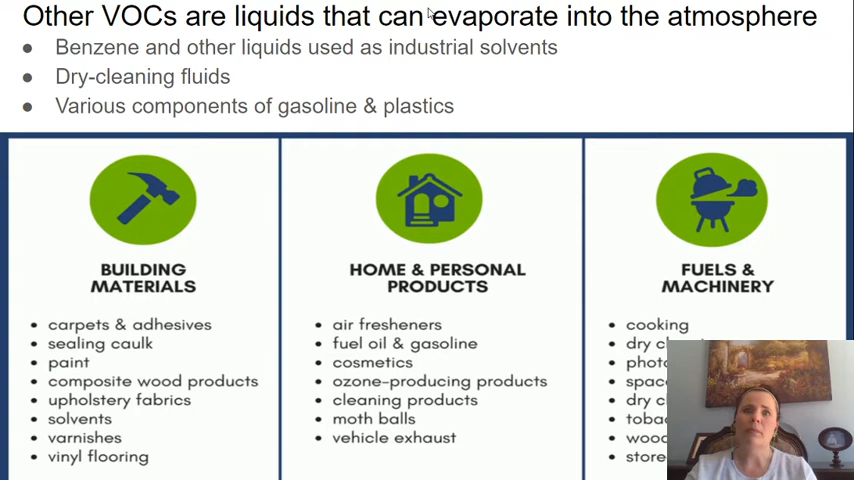 Other VOCs are liquids that can evaporate into the atmosphere
● Benzene and other liquids used as industrial solvents
● Dry-cleaning fluids
● Various components of gasoline & plastics
BUILDING
MATERIALS
• carpets & adhesives
• sealing caulk
• paint
• composite wood products
• upholstery fabrics
• solvents
• varnishes
• vinyl flooring
HOME & PERSONAL
PRODUCTS
• air fresheners
• fuel oil & gasoline
• cosmetics
• ozone-producing products
• cleaning products
• moth balls
• vehicle exhaust
FUELS &
MACHINERY
• cooking
• dry
•
•
• dry
•
•
•